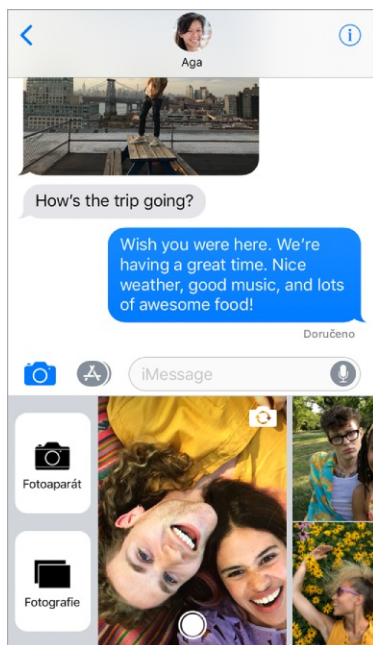 Aga
How's the trip going?
Wish you were here. We're
having a great time. Nice
weather, good music, and lots
of awesome food!
Doručeno
iMessage
Fotoaparát
Fotografie